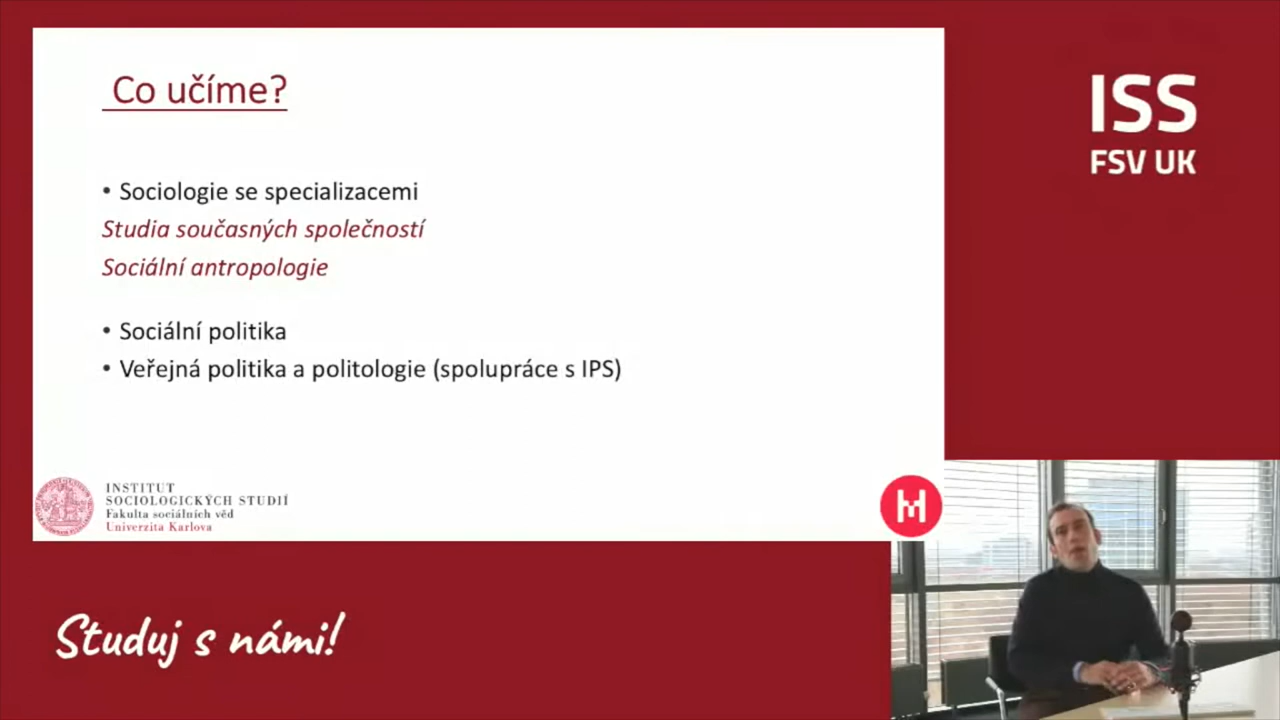 Co učíme?
• Sociologie se specializacemi
Studia současných společností
Sociální antropologie
• Sociální politika
• Veřejná politika a politologie (spolupráce s IPS)
INSTITUT
SOCIOLOGICKÝCH STUDIÍ
Fakulta sociálních věd
Univerzita Karlova
H
ISS
FSV UK
Studuj s námi!